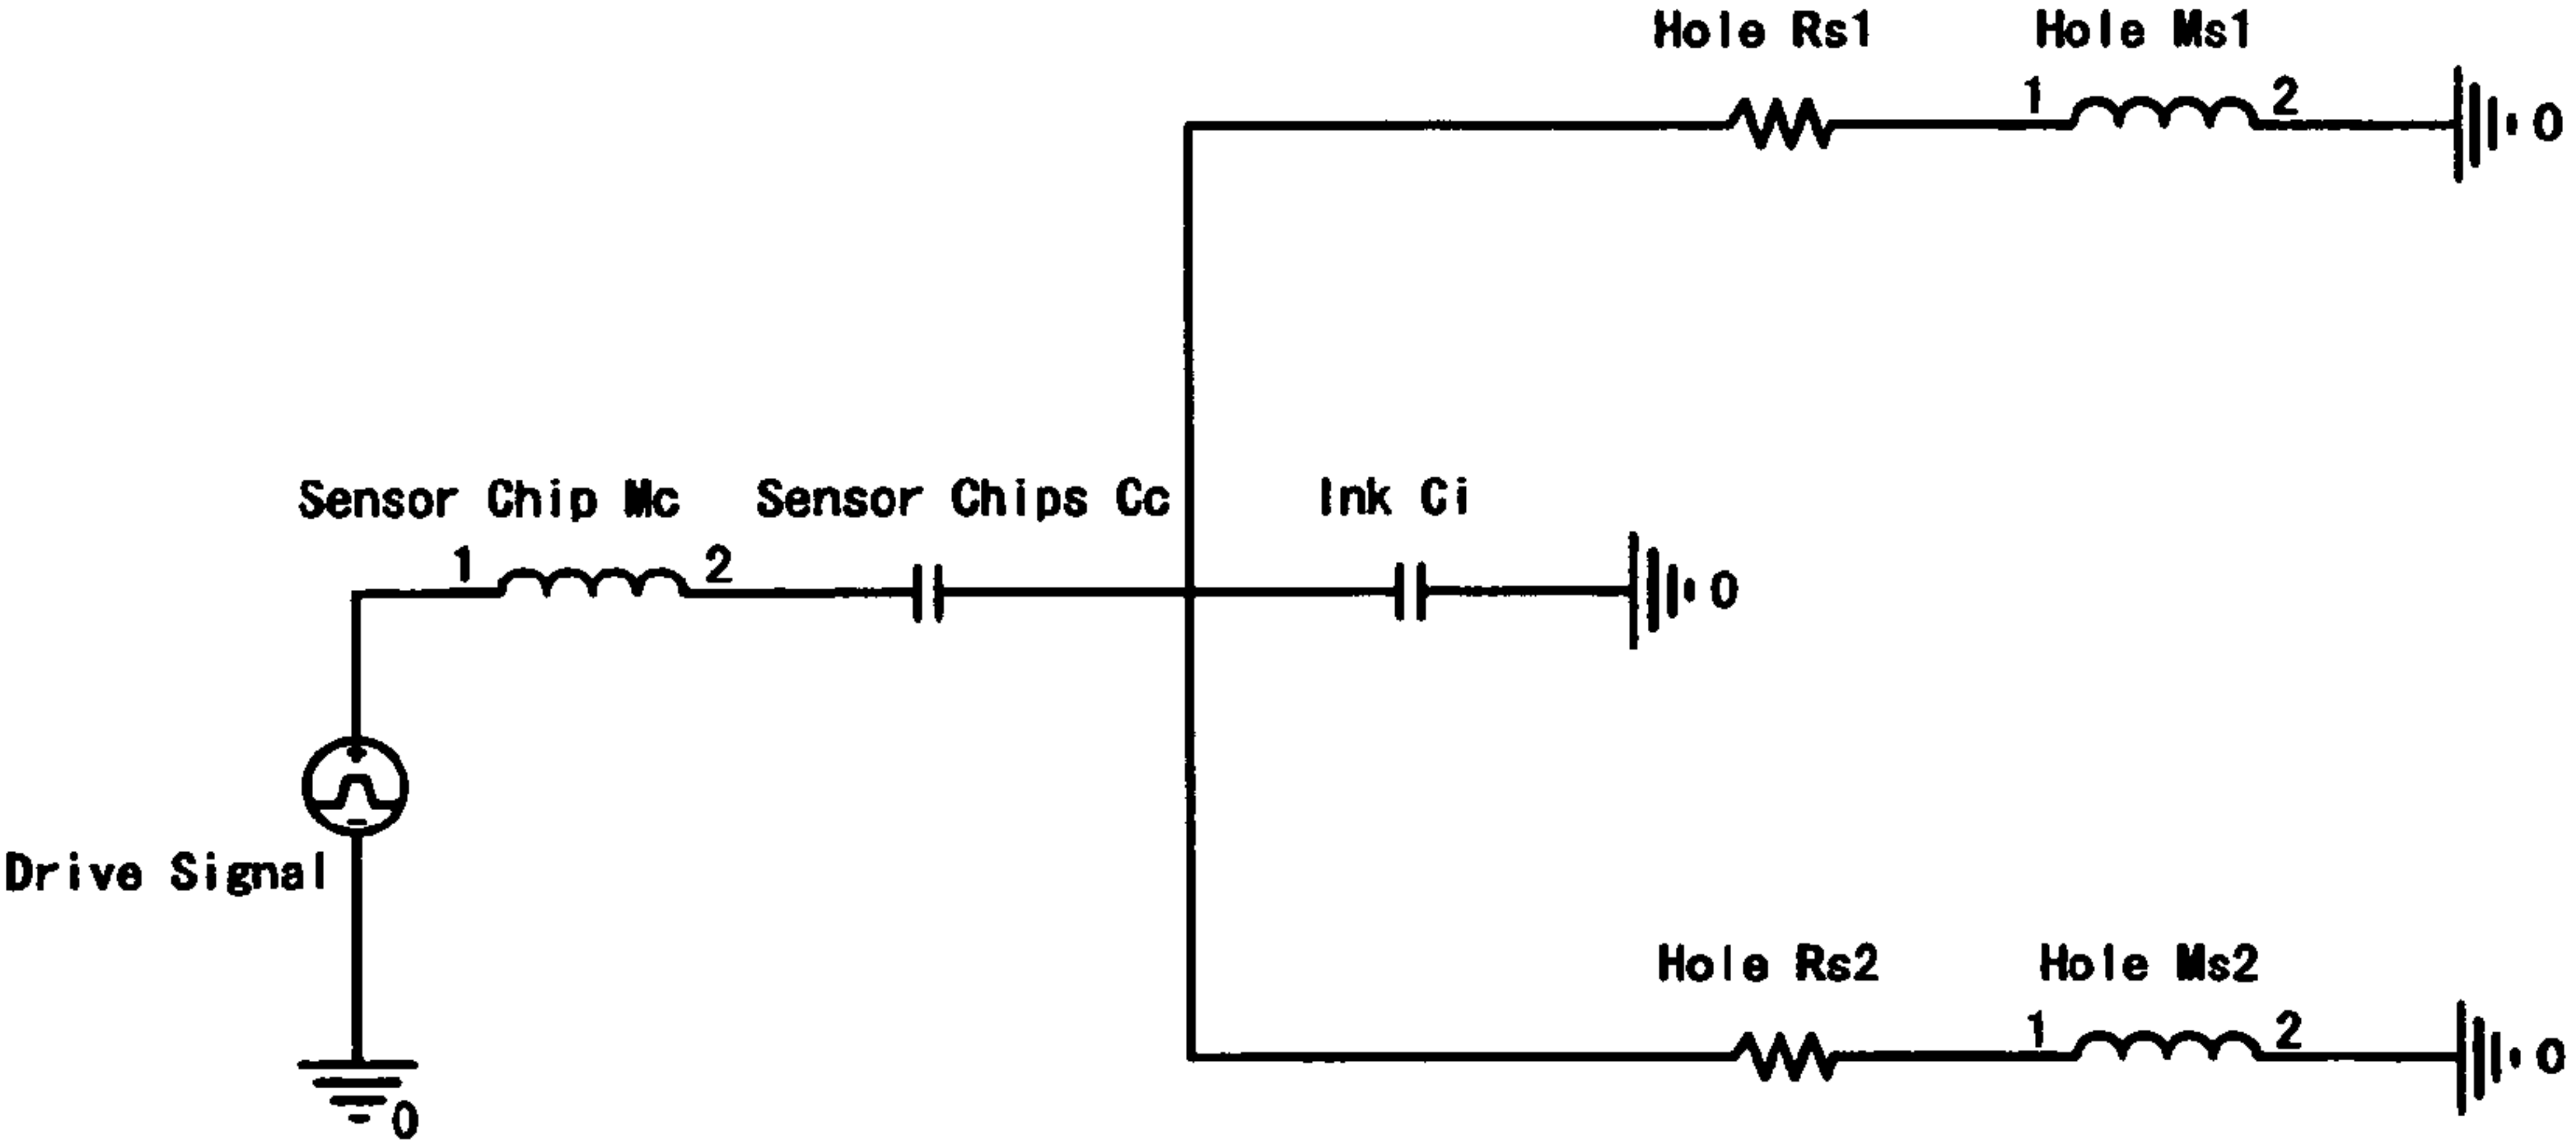 Hole Rs1 Hole Ms1
1 2 0
Sensor Chip Mc Sensor Chips Cc Ink Ci
1 2 0
+
-
Drive Signal
Hole Rs2 Hole Ms2
1 2 0
0